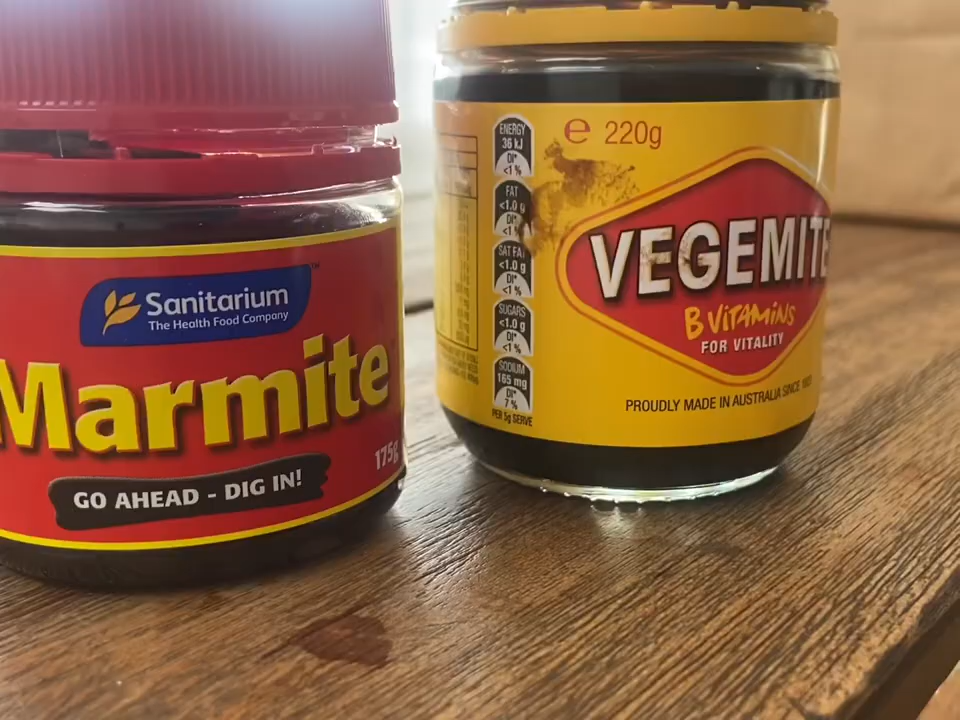 Sanitarium™
The Health Food Company
Marmite
175g
GO AHEAD - DIG IN!
ENERGY
36 kJ
DI*
<1 %
FAT
<1.0 g
DI*
<1 %
SAT FAT
<1.0 g
DI*
<1 %
SUGARS
<1.0 g
DI*
<1 %
SODIUM
165 mg
DI*
7 %
PER 5g SERVE
e 220g
VEGEMITE
B VITAMINS
FOR VITALITY
PROUDLY MADE IN AUSTRALIA SINCE